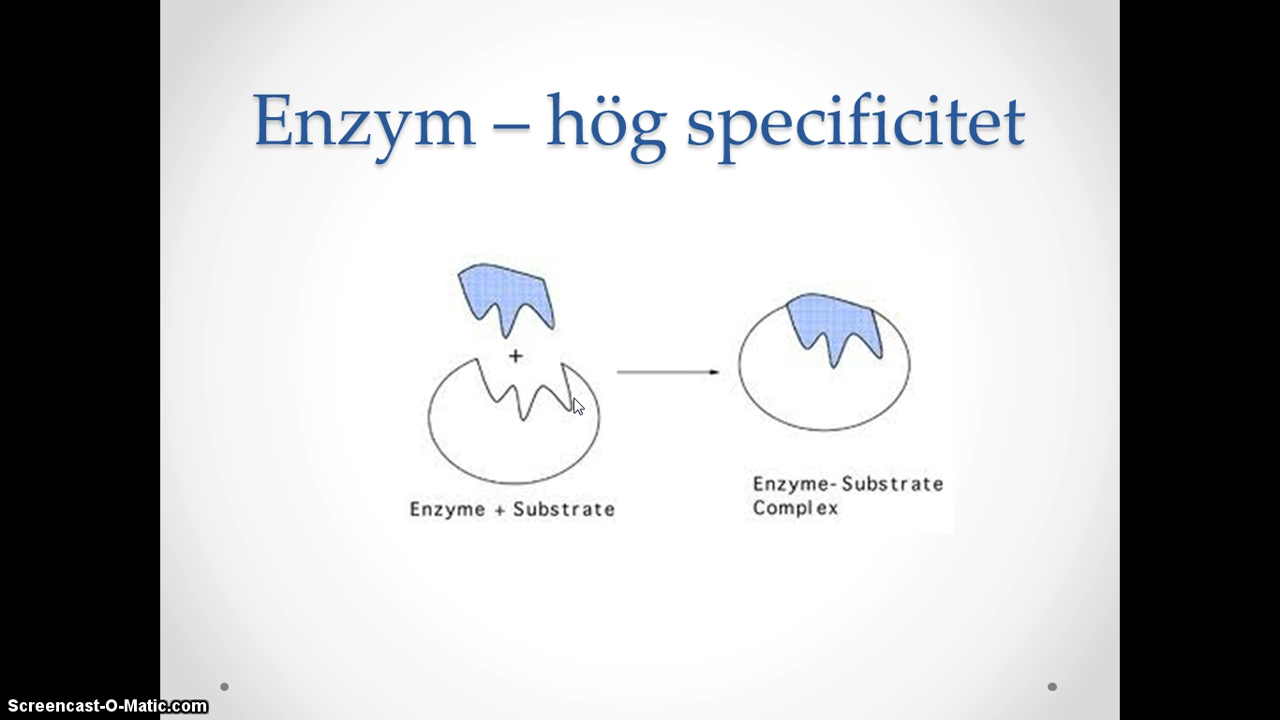 Enzym – hög specificitet
+
Enzyme + Substrate
Enzyme-Substrate
Complex
Screencast-O-Matic.com